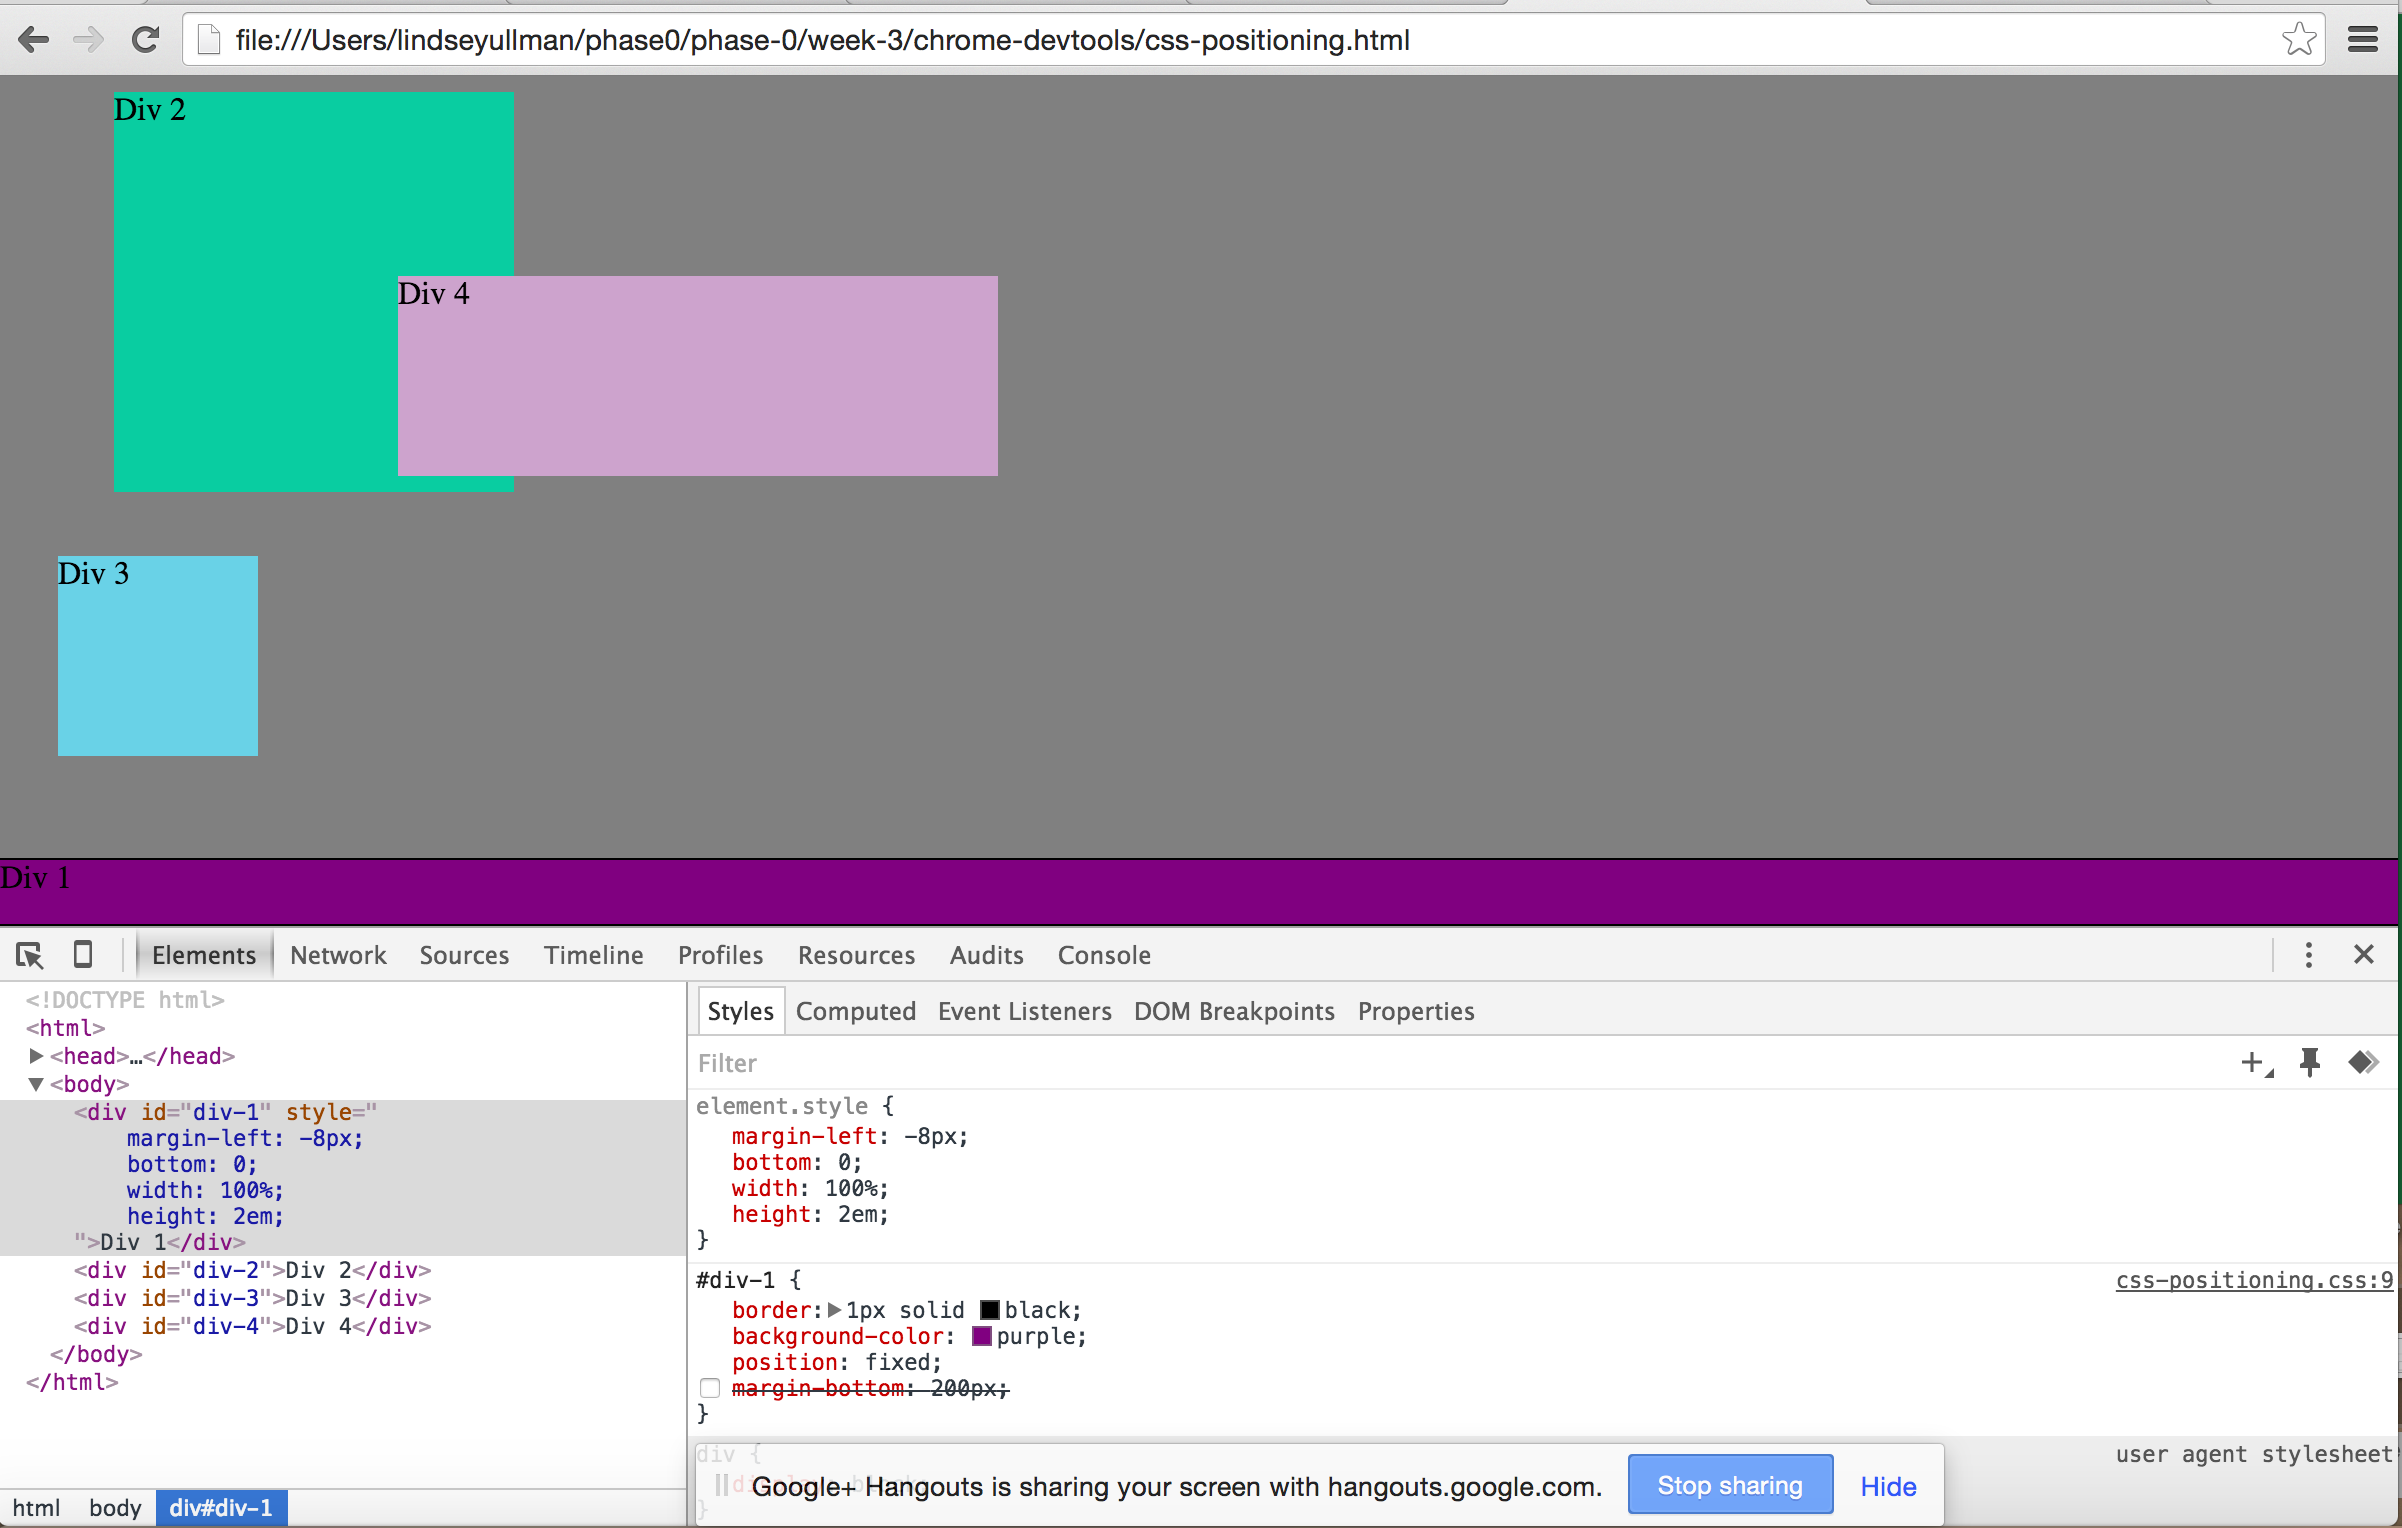 file:///Users/lindseyullman/phase0/phase-0/week-3/chrome-devtools/css-positioning.html
Div 2
Div 4
Div 3
Div 1
Elements Network Sources Timeline Profiles Resources Audits Console
<!DOCTYPE html>
<html>
<head>…</head>
<body>
<div id="div-1" style="
margin-left: -8px;
bottom: 0;
width: 100%;
height: 2em;
">Div 1</div>
<div id="div-2">Div 2</div>
<div id="div-3">Div 3</div>
<div id="div-4">Div 4</div>
</body>
</html>
html body div#div-1
Styles Computed Event Listeners DOM Breakpoints Properties
Filter
element.style {
margin-left: -8px;
bottom: 0;
width: 100%;
height: 2em;
}
#div-1 { css-positioning.css:9
border: 1px solid black;
background-color: purple;
position: fixed;
margin-bottom: 200px;
}
div { user agent stylesheet
display: block;
}
Google+ Hangouts is sharing your screen with hangouts.google.com. Stop sharing Hide